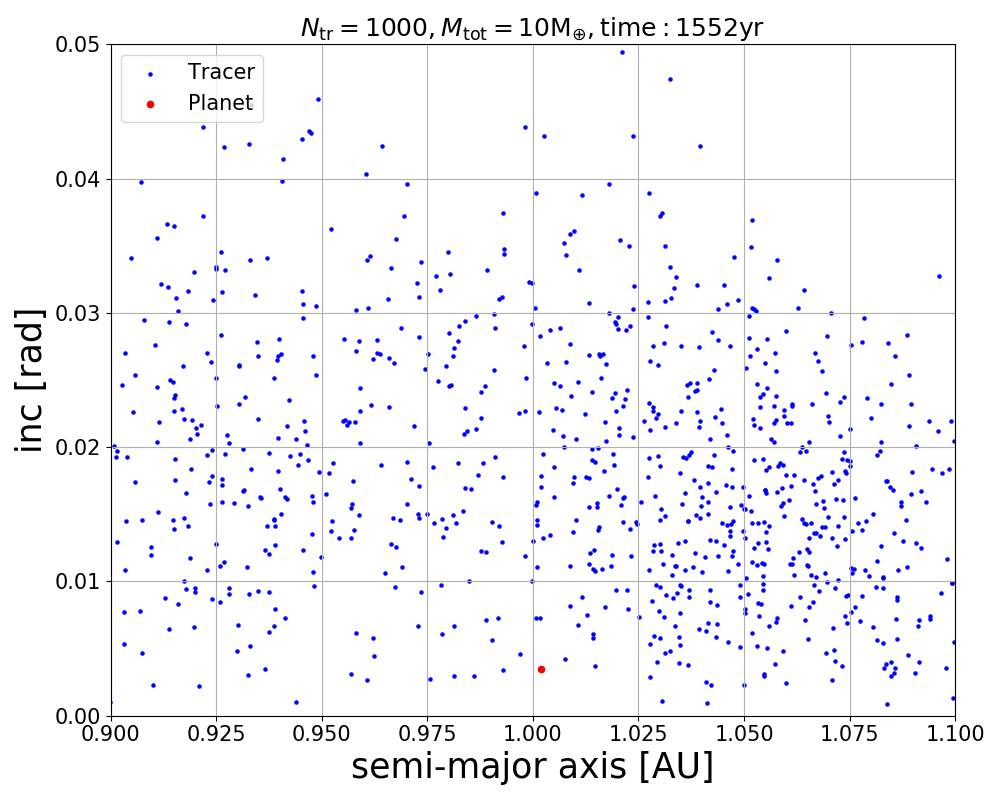 N_tr = 1000, M_tot = 10M_⊕, time : 1552yr
Tracer
Planet
0.05
0.04
0.03
0.02
0.01
0.00
inc [rad]
0.900 0.925 0.950 0.975 1.000 1.025 1.050 1.075 1.100
semi-major axis [AU]